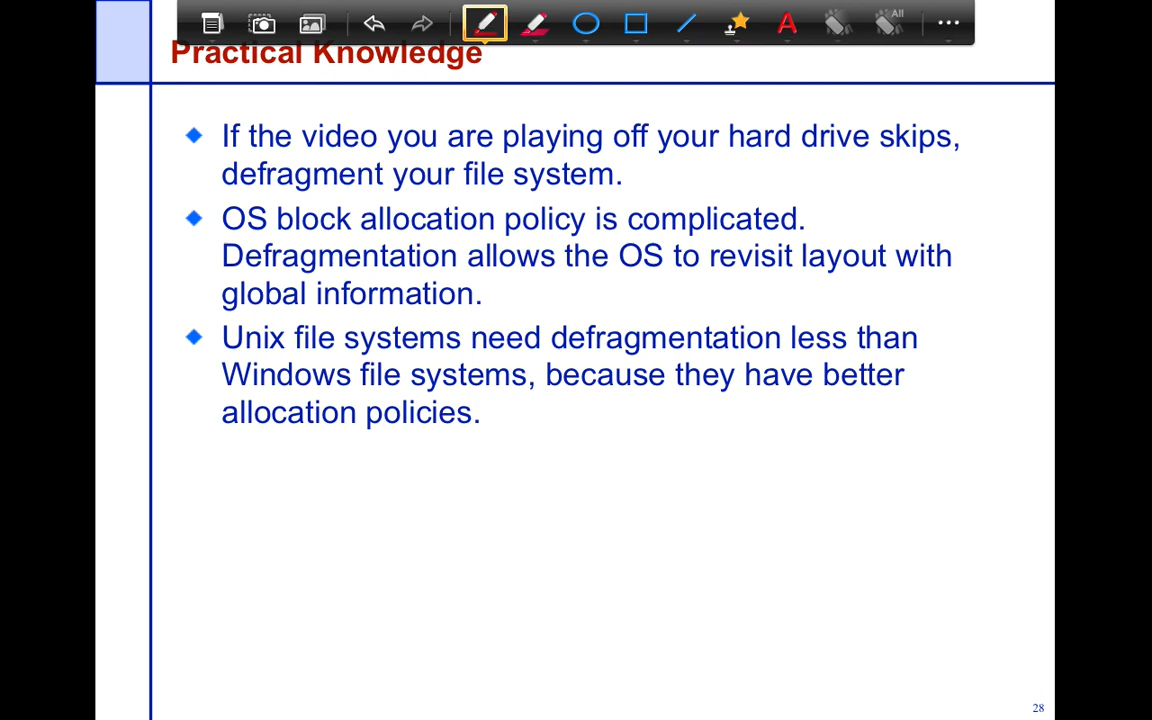 All
A
Practical Knowledge
If the video you are playing off your hard drive skips,
defragment your file system.
OS block allocation policy is complicated.
Defragmentation allows the OS to revisit layout with
global information.
Unix file systems need defragmentation less than
Windows file systems, because they have better
allocation policies.
28